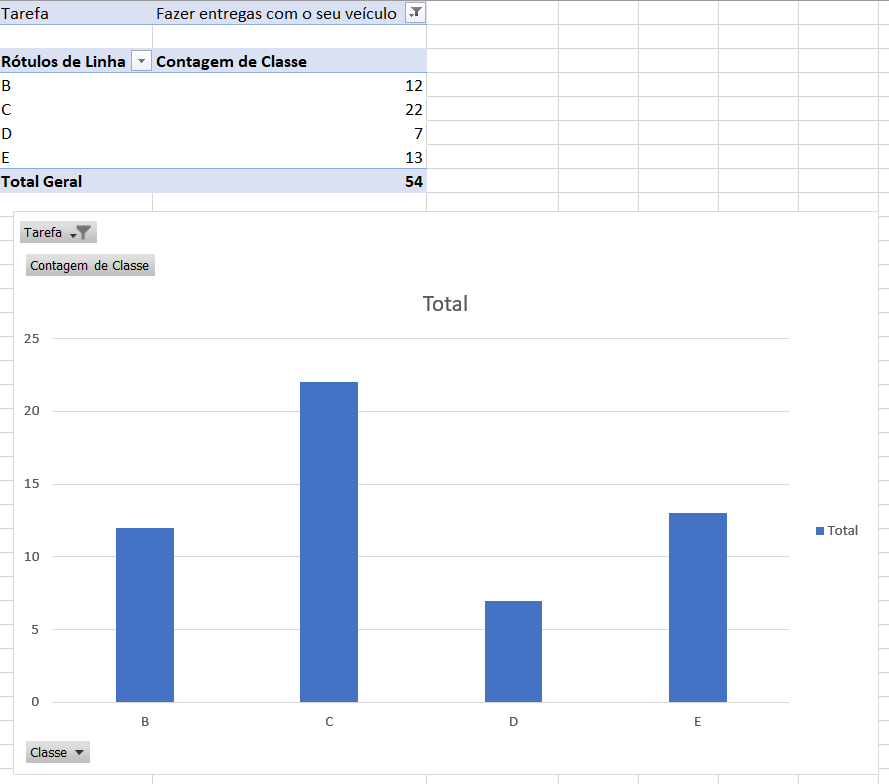 Tarefa Fazer entregas com o seu veículo
Rótulos de Linha Contagem de Classe
B 12
C 22
D 7
E 13
Total Geral 54
Tarefa
Contagem de Classe
Total
25
20
15
10
5
0
B C D E
Total
Classe